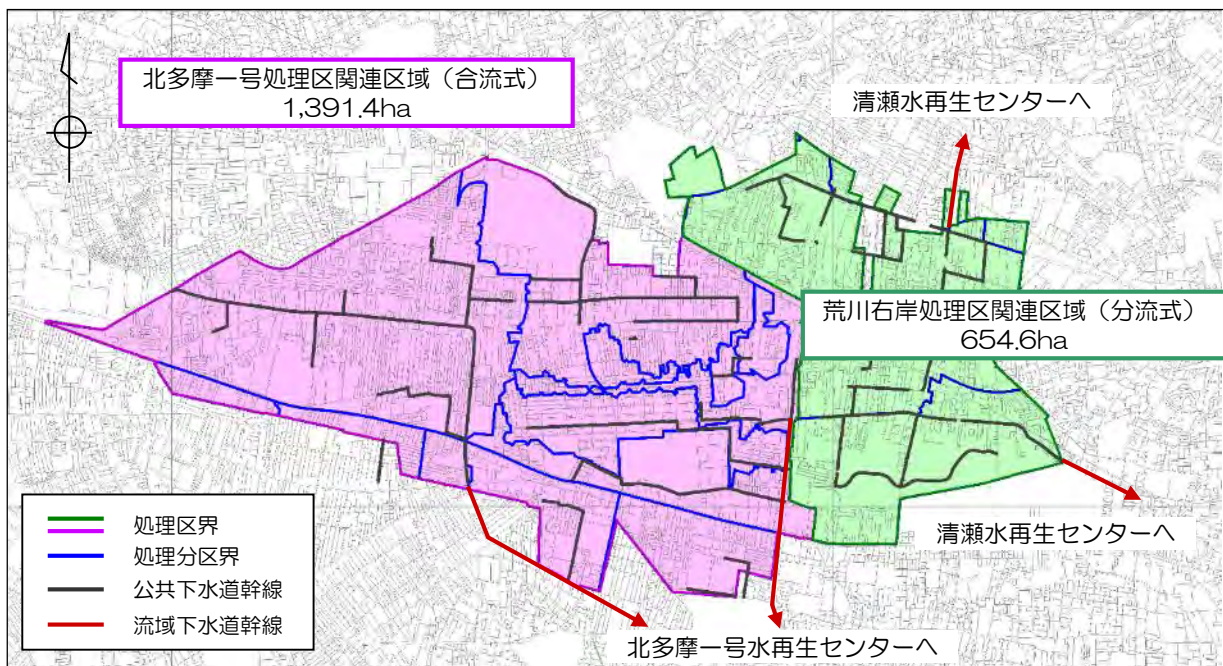 北多摩一号処理区関連区域（合流式）
1,391.4ha
清瀬水再生センターへ
荒川右岸処理区関連区域（分流式）
654.6ha
清瀬水再生センターへ
北多摩一号水再生センターへ
処理区界
処理分区界
公共下水道幹線
流域下水道幹線